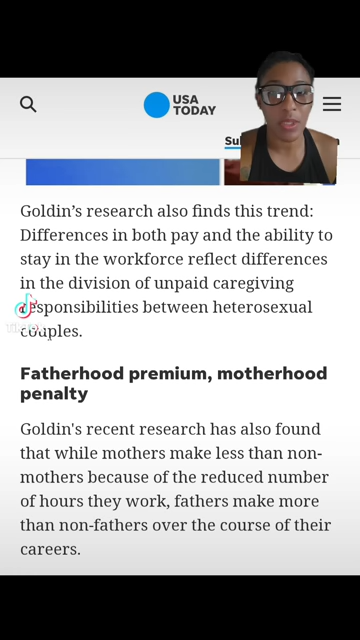 USA
TODAY
Su
Goldin's research also finds this trend:
Differences in both pay and the ability to
stay in the workforce reflect differences
in the division of unpaid caregiving
responsibilities between heterosexual
couples.
Fatherhood premium, motherhood
penalty
Goldin's recent research has also found
that while mothers make less than non-
mothers because of the reduced number
of hours they work, fathers make more
than non-fathers over the course of their
careers.